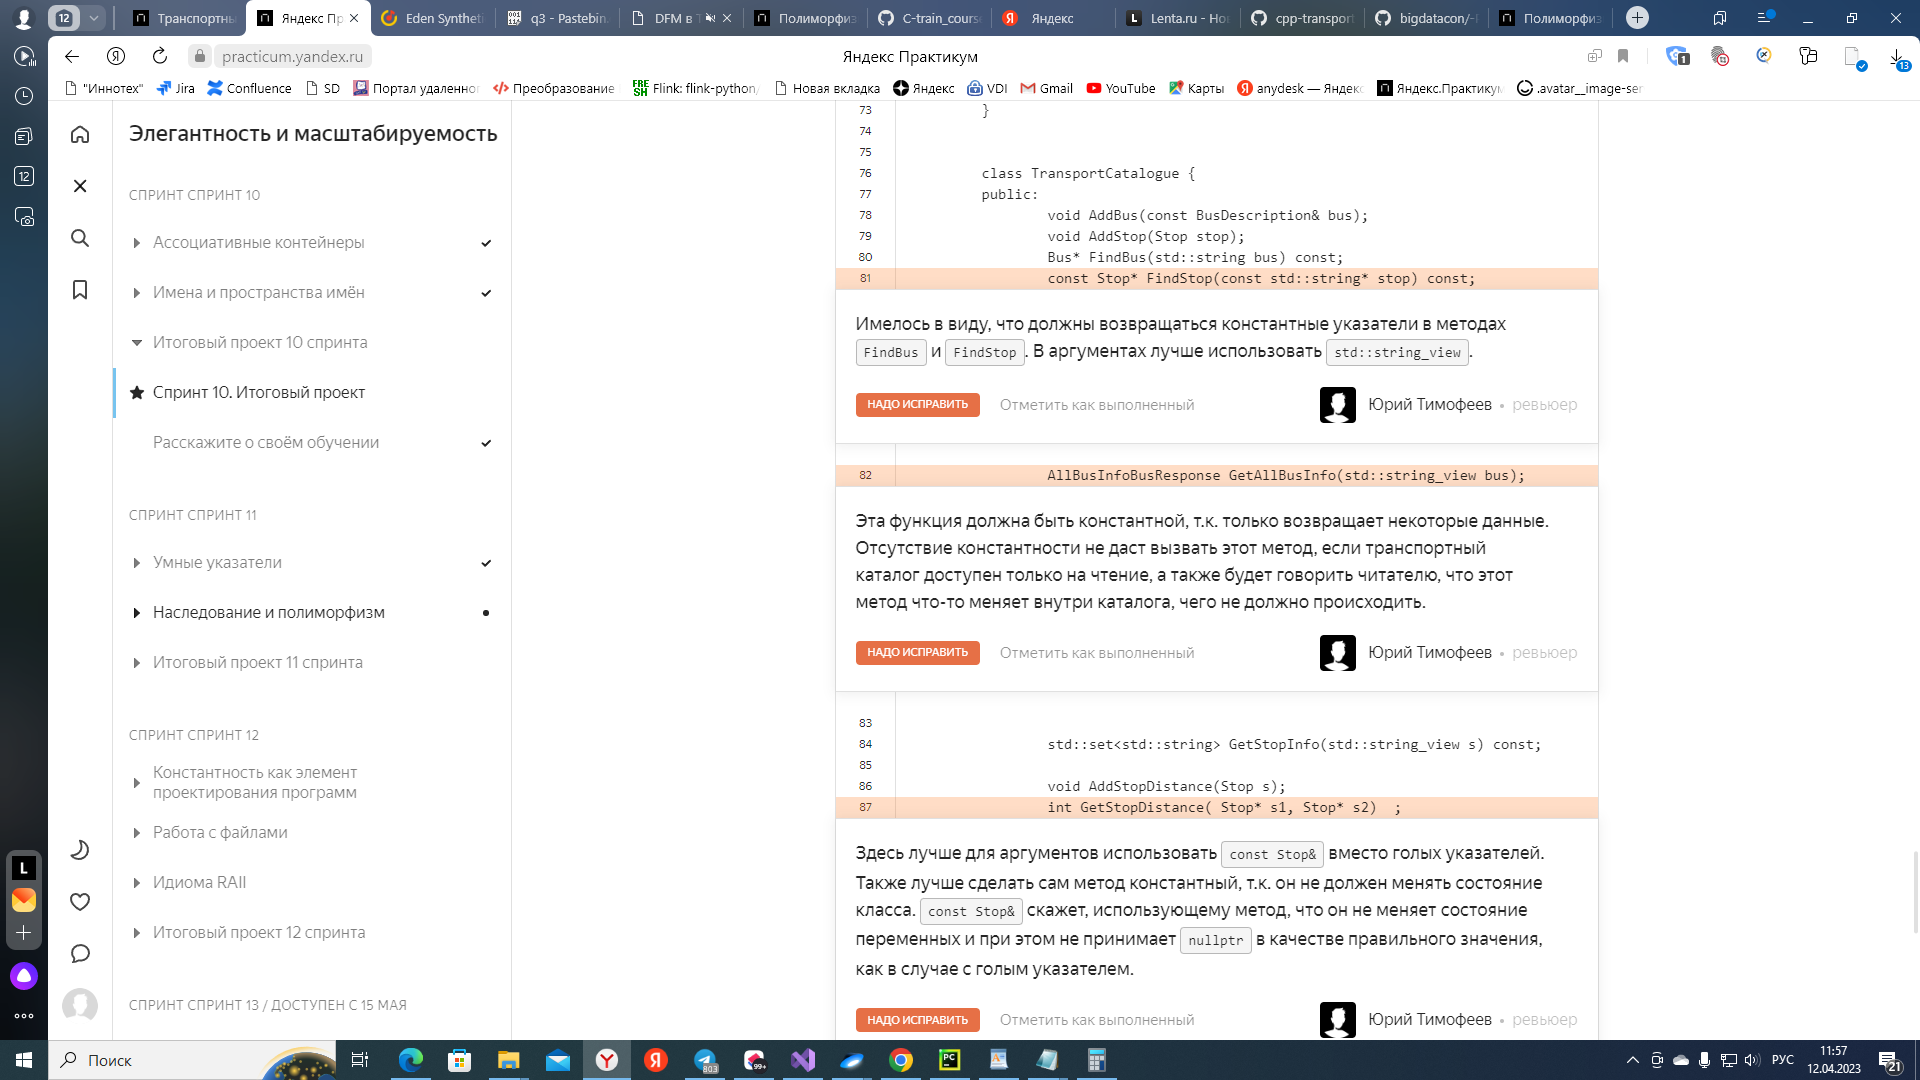 12
Транспортны
Яндекс Пр
Eden Syntheti
q3 - Pastebin.
DFM в T
Полиморфиз
C-train_cours
Яндекс
Lenta.ru - Но
cpp-transport
bigdatacon/-F
Полиморфиз
practicum.yandex.ru
Яндекс Практикум
1
13
"Иннотех"
Jira
Confluence
SD
Портал удаленног
Преобразование
FRE SH
Flink: flink-python/
Новая вкладка
Яндекс
VDI
Gmail
YouTube
Карты
anydesk — Яндекс
Яндекс.Практикум
.avatar__image-ser
12
Элегантность и масштабируемость
СПРИНТ СПРИНТ 10
Ассоциативные контейнеры
Имена и пространства имён
Итоговый проект 10 спринта
Спринт 10. Итоговый проект
Расскажите о своём обучении
СПРИНТ СПРИНТ 11
Умные указатели
Наследование и полиморфизм
Итоговый проект 11 спринта
СПРИНТ СПРИНТ 12
Константность как элемент
проектирования программ
Работа с файлами
Идиома RAII
Итоговый проект 12 спринта
СПРИНТ СПРИНТ 13 / ДОСТУПЕН С 15 МАЯ
73 }
74
75
76 class TransportCatalogue {
77 public:
78 void AddBus(const BusDescription& bus);
79 void AddStop(Stop stop);
80 Bus* FindBus(std::string bus) const;
81 const Stop* FindStop(const std::string* stop) const;
Имелось в виду, что должны возвращаться константные указатели в методах
FindBus и FindStop. В аргументах лучше использовать std::string_view.
НАДО ИСПРАВИТЬ Отметить как выполненный Юрий Тимофеев • ревьюер
82 AllBusInfoBusResponse GetAllBusInfo(std::string_view bus);
Эта функция должна быть константной, т.к. только возвращает некоторые данные.
Отсутствие константности не даст вызвать этот метод, если транспортный
каталог доступен только на чтение, а также будет говорить читателю, что этот
метод что-то меняет внутри каталога, чего не должно происходить.
НАДО ИСПРАВИТЬ Отметить как выполненный Юрий Тимофеев • ревьюер
83
84 std::set<std::string> GetStopInfo(std::string_view s) const;
85
86 void AddStopDistance(Stop s);
87 int GetStopDistance( Stop* s1, Stop* s2)  ;
Здесь лучше для аргументов использовать const Stop& вместо голых указателей.
Также лучше сделать сам метод константный, т.к. он не должен менять состояние
класса. const Stop& скажет, использующему метод, что он не меняет состояние
переменных и при этом не принимает nullptr в качестве правильного значения,
как в случае с голым указателем.
НАДО ИСПРАВИТЬ Отметить как выполненный Юрий Тимофеев • ревьюер
L
Поиск
803
99+
PC
РУС
11:57
12.04.2023
21